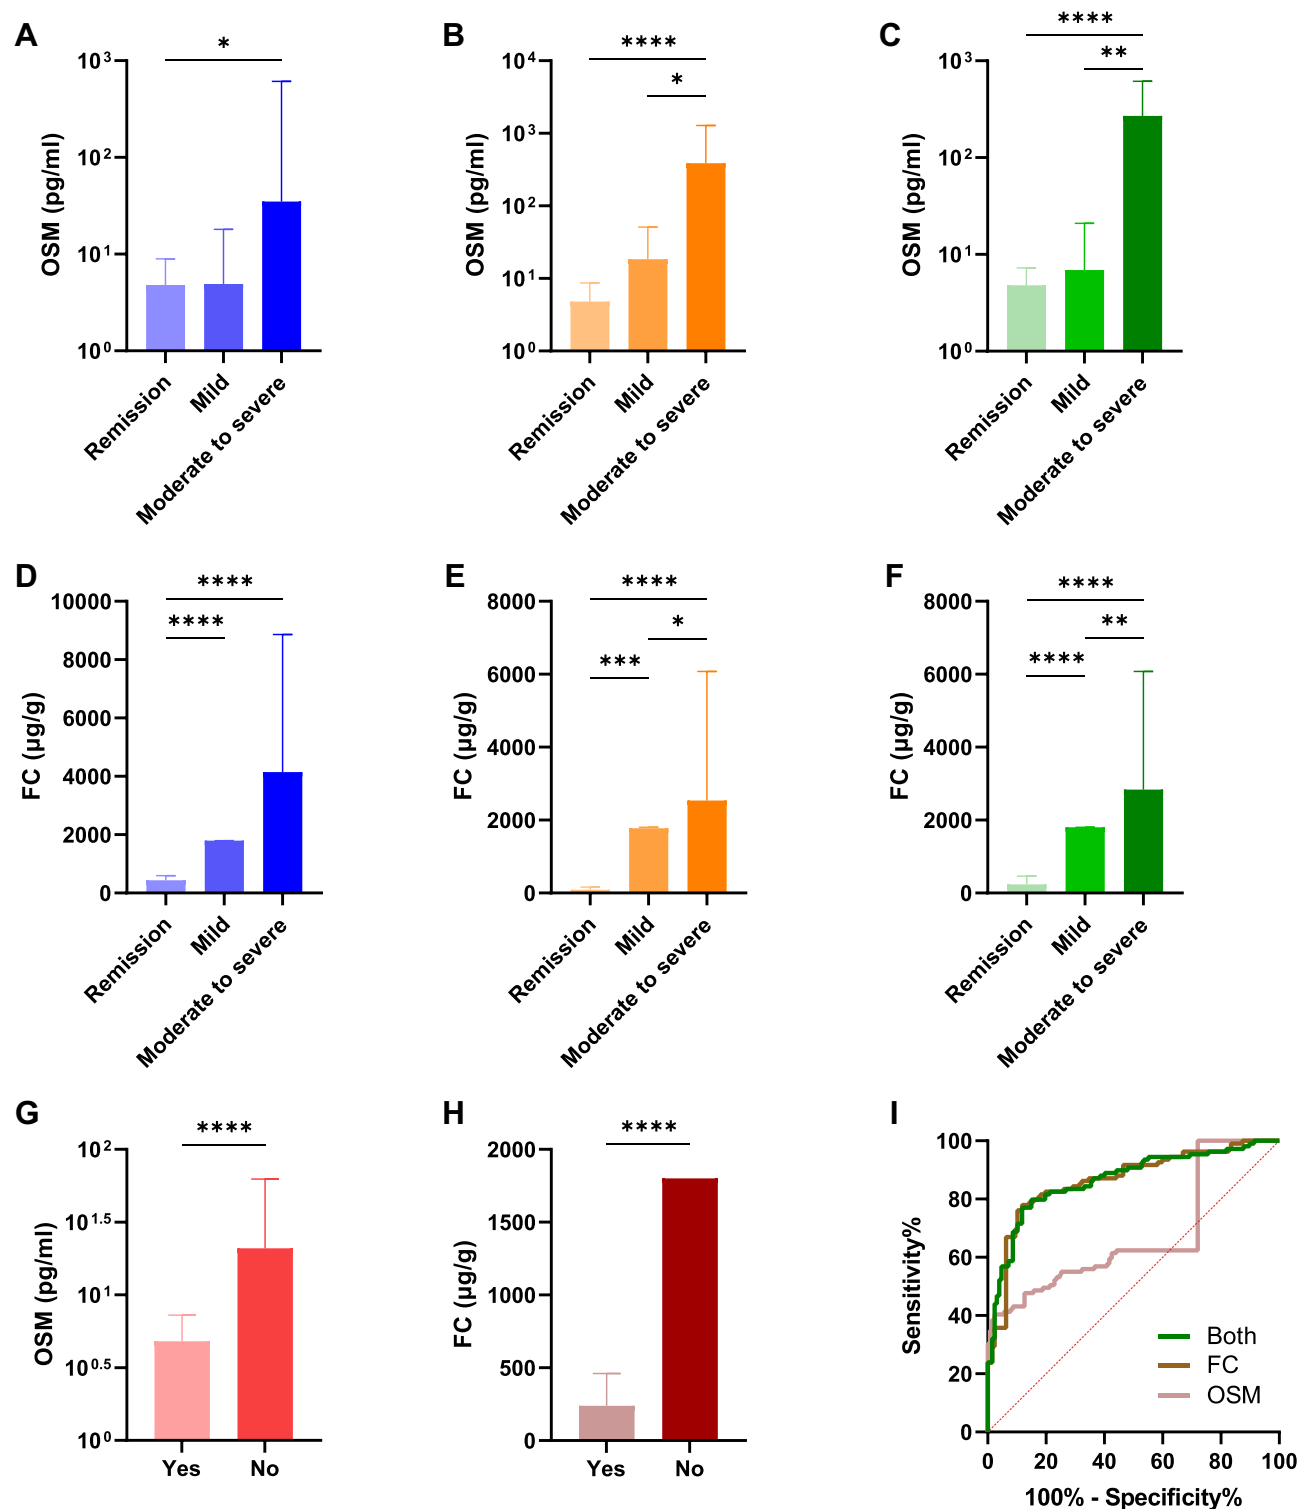 A
*
10³
10²
10¹
10⁰
OSM (pg/ml)
Remission
Mild
Moderate to severe
B
****
*
10⁴
10³
10²
10¹
10⁰
OSM (pg/ml)
Remission
Mild
Moderate to severe
C
****
**
10³
10²
10¹
10⁰
OSM (pg/ml)
Remission
Mild
Moderate to severe
D
****
****
10000
8000
6000
4000
2000
0
FC (µg/g)
Remission
Mild
Moderate to severe
E
****
*
***
8000
6000
4000
2000
0
FC (µg/g)
Remission
Mild
Moderate to severe
F
****
**
****
8000
6000
4000
2000
0
FC (µg/g)
Remission
Mild
Moderate to severe
G
****
10²
10¹·⁵
10¹
10⁰·⁵
10⁰
OSM (pg/ml)
Yes No
H
****
2000
1500
1000
500
0
FC (µg/g)
Yes No
I
100
80
60
40
20
0
Sensitivity%
Both
FC
OSM
0 20 40 60 80 100
100% - Specificity%